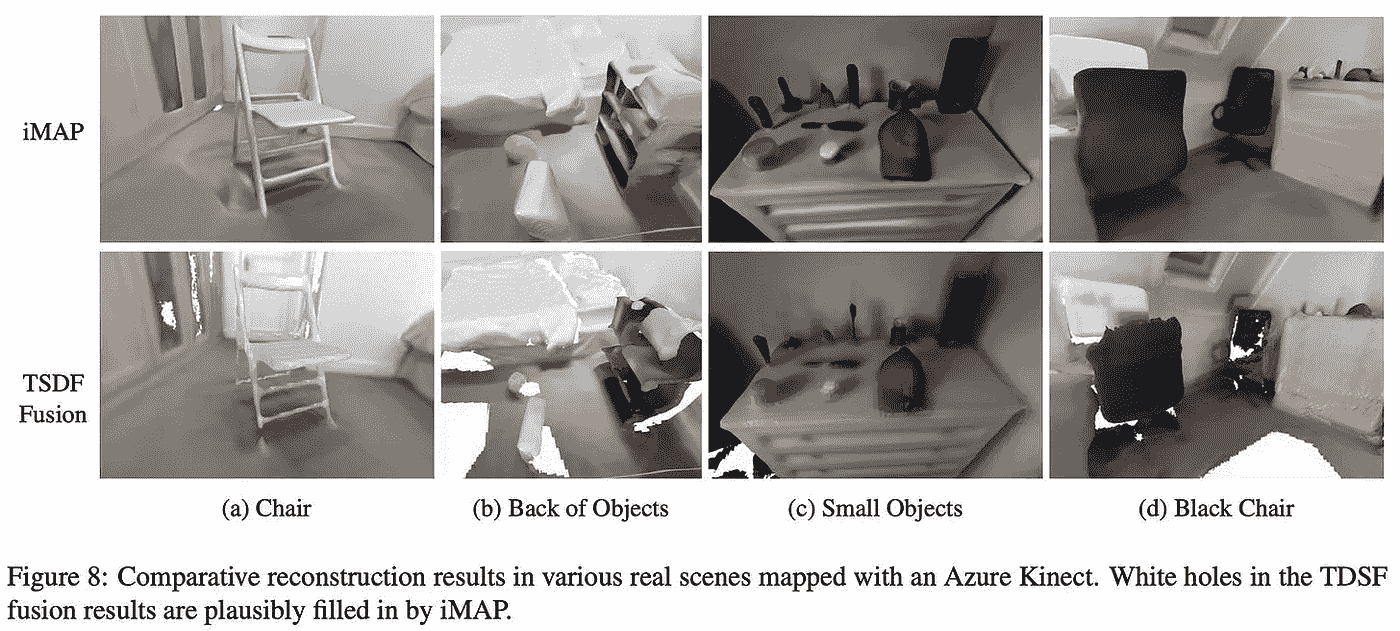 iMAP
TSDF
Fusion
(a) Chair
(b) Back of Objects
(c) Small Objects
(d) Black Chair
Figure 8: Comparative reconstruction results in various real scenes mapped with an Azure Kinect. White holes in the TDSF
fusion results are plausibly filled in by iMAP.